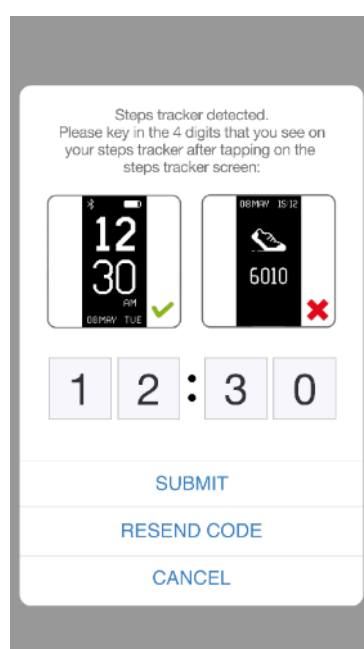 Steps tracker detected.
Please key in the 4 digits that you see on
your steps tracker after tapping on the
steps tracker screen:
12
30
AM
08MAY TUE
08MAY 15:12
6010
1 2 : 3 0
SUBMIT
RESEND CODE
CANCEL